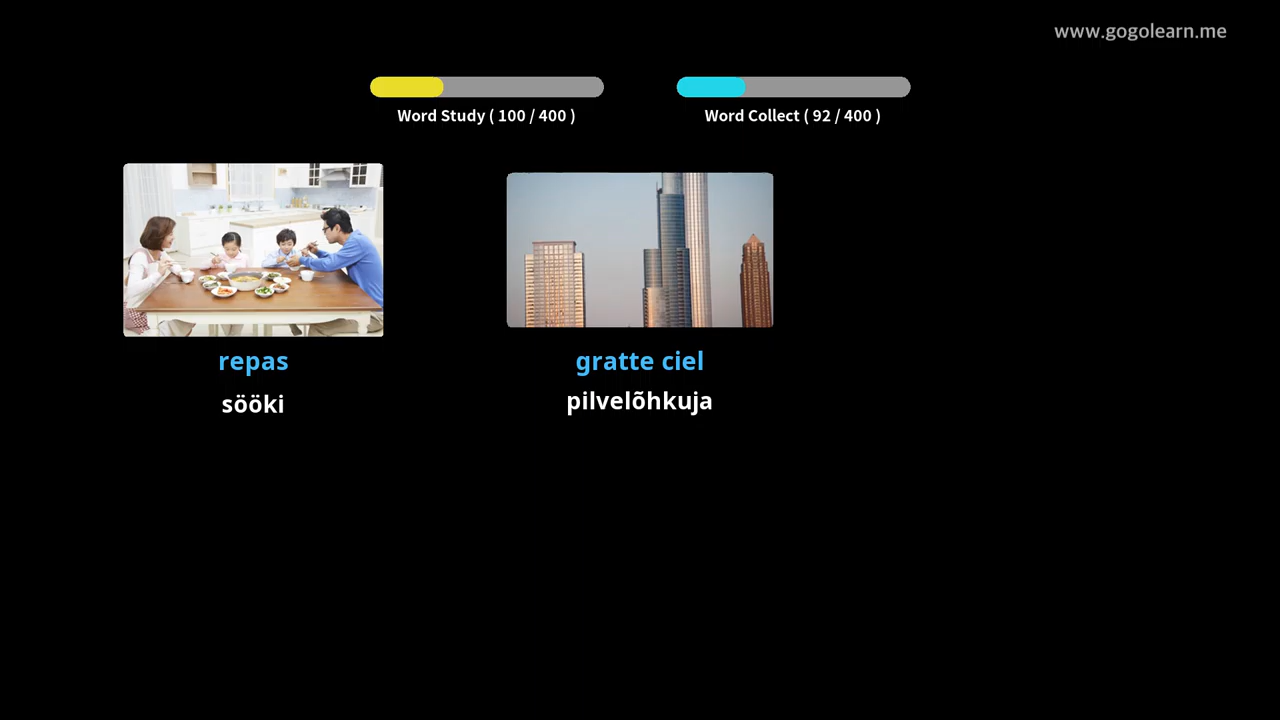 www.gogolearn.me
Word Study ( 100 / 400 )
Word Collect ( 92 / 400 )
repas
sööki
gratte ciel
pilvelõhkuja